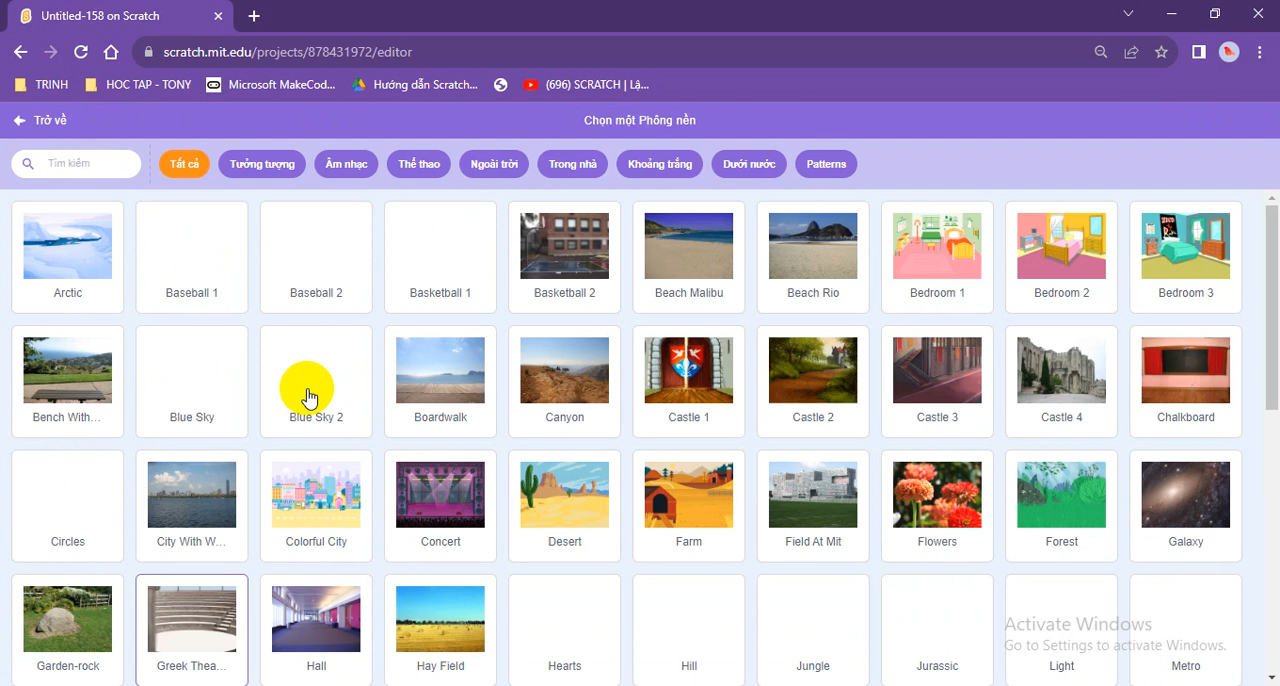 Untitled-158 on Scratch
scratch.mit.edu/projects/878431972/editor
TRINH
HOC TAP - TONY
Microsoft MakeCod...
Hướng dẫn Scratch...
(696) SCRATCH | Lậ...
Trở về
Chọn một Phông nền
Tìm kiếm
Tất cả
Tưởng tượng
Âm nhạc
Thể thao
Ngoài trời
Trong nhà
Khoảng trắng
Dưới nước
Patterns
Arctic
Baseball 1
Baseball 2
Basketball 1
Basketball 2
Beach Malibu
Beach Rio
Bedroom 1
Bedroom 2
Bedroom 3
Bench With...
Blue Sky
Blue Sky 2
Boardwalk
Canyon
Castle 1
Castle 2
Castle 3
Castle 4
Chalkboard
Circles
City With W...
Colorful City
Concert
Desert
Farm
Field At Mit
Flowers
Forest
Galaxy
Garden-rock
Greek Thea...
Hall
Hay Field
Hearts
Hill
Jungle
Jurassic
Light
Metro
Activate Windows
Go to Settings to activate Windows.